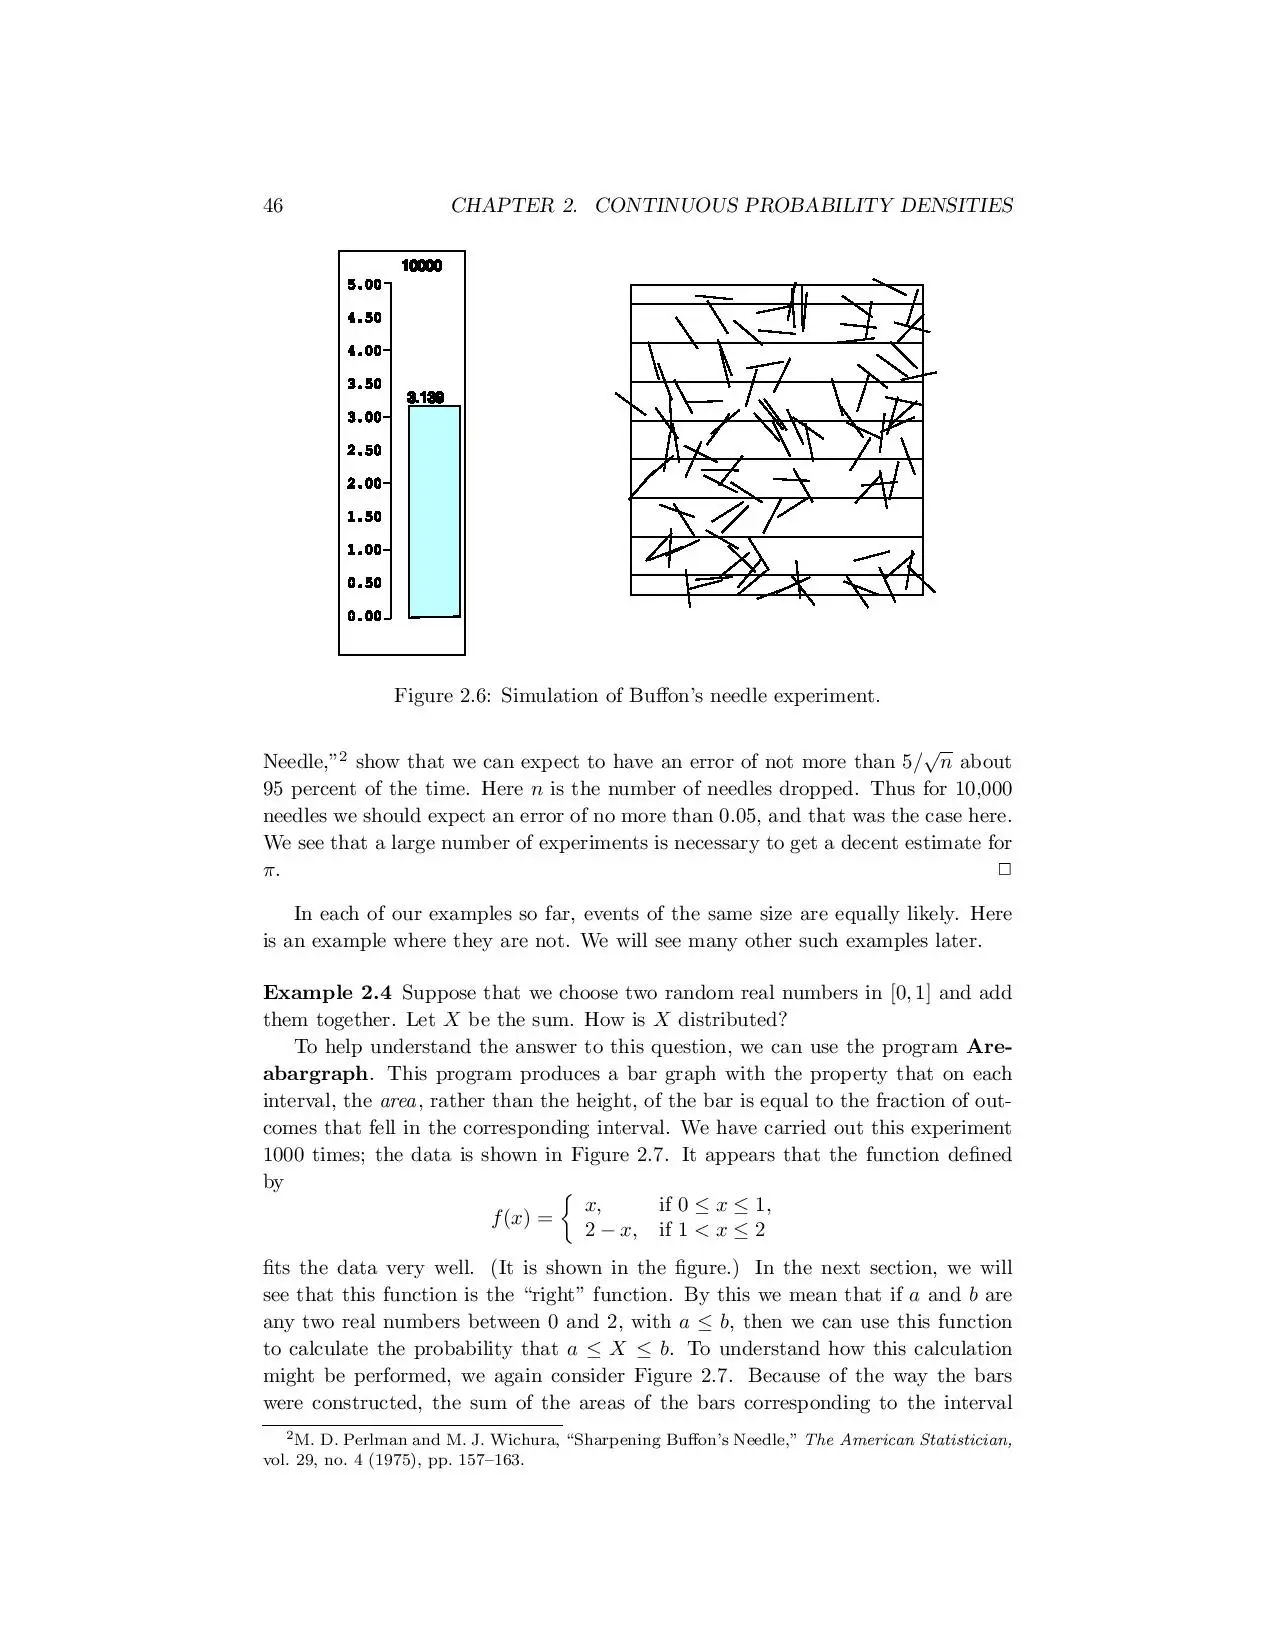 46 CHAPTER 2. CONTINUOUS PROBABILITY DENSITIES
10000
5.00
4.50
4.00
3.50
3.139
3.00
2.50
2.00
1.50
1.00
0.50
0.00
Figure 2.6: Simulation of Buffon's needle experiment.
Needle,”² show that we can expect to have an error of not more than 5/√n about
95 percent of the time. Here n is the number of needles dropped. Thus for 10,000
needles we should expect an error of no more than 0.05, and that was the case here.
We see that a large number of experiments is necessary to get a decent estimate for
π. □
In each of our examples so far, events of the same size are equally likely. Here
is an example where they are not. We will see many other such examples later.
Example 2.4 Suppose that we choose two random real numbers in [0, 1] and add
them together. Let X be the sum. How is X distributed?
To help understand the answer to this question, we can use the program Are-
abargraph. This program produces a bar graph with the property that on each
interval, the area, rather than the height, of the bar is equal to the fraction of out-
comes that fell in the corresponding interval. We have carried out this experiment
1000 times; the data is shown in Figure 2.7. It appears that the function defined
by
f(x) = { x, if 0 ≤ x ≤ 1,
2 − x, if 1 < x ≤ 2
fits the data very well. (It is shown in the figure.) In the next section, we will
see that this function is the “right” function. By this we mean that if a and b are
any two real numbers between 0 and 2, with a ≤ b, then we can use this function
to calculate the probability that a ≤ X ≤ b. To understand how this calculation
might be performed, we again consider Figure 2.7. Because of the way the bars
were constructed, the sum of the areas of the bars corresponding to the interval
²M. D. Perlman and M. J. Wichura, “Sharpening Buffon's Needle,” The American Statistician,
vol. 29, no. 4 (1975), pp. 157–163.